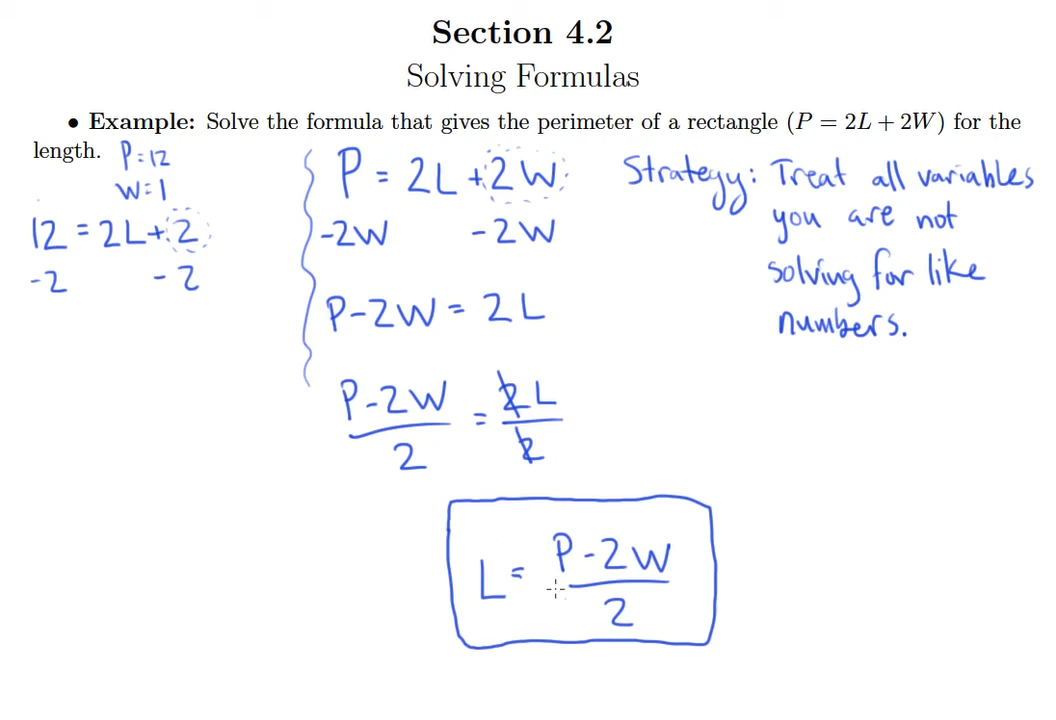 Section 4.2
Solving Formulas
• Example: Solve the formula that gives the perimeter of a rectangle (P = 2L + 2W) for the
length.
P=12
W=1
12 = 2L + 2
-2 - 2
P = 2L + 2W
-2W - 2W
P-2W = 2L
P-2W = 2L
2 2
L = P-2W
2
Strategy: Treat all variables
you are not
solving for like
numbers.